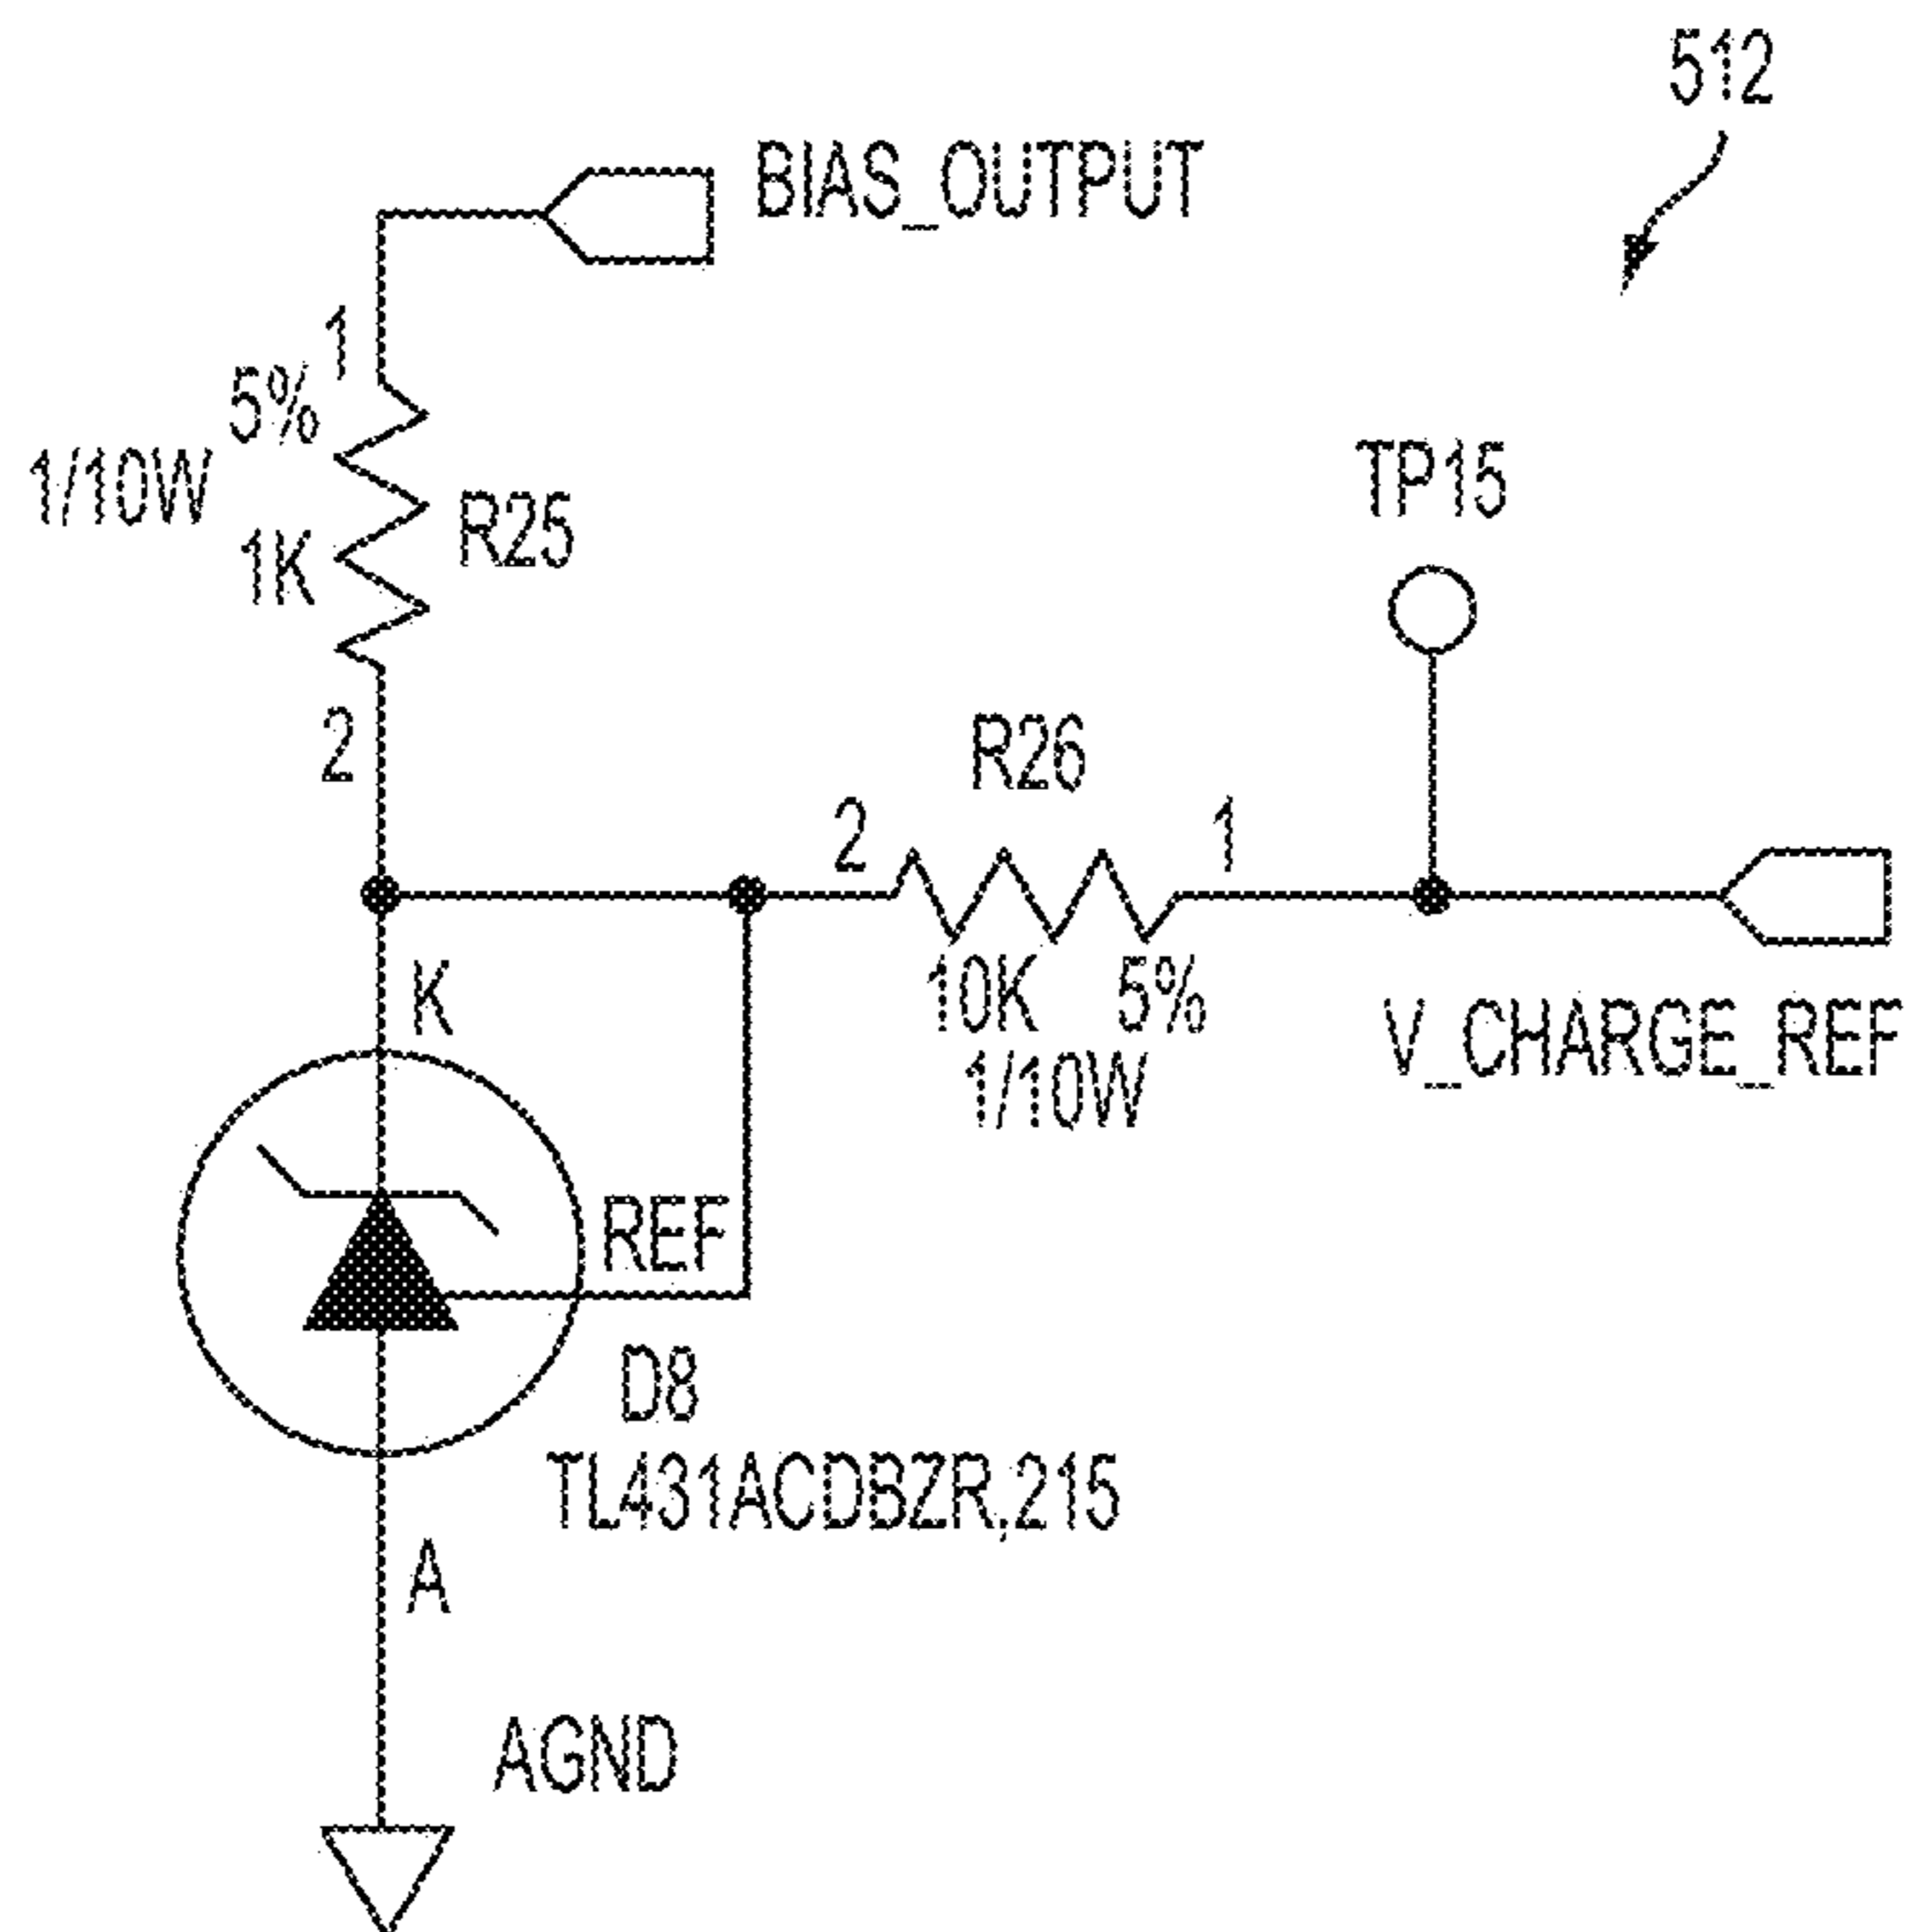 512
BIAS_OUTPUT
1
5%
1/10W
1K
R25
2
TP15
R26
2
1
10K 5%
1/10W
V_CHARGE_REF
K
REF
D8
TL431ACDBZR,215
A
AGND